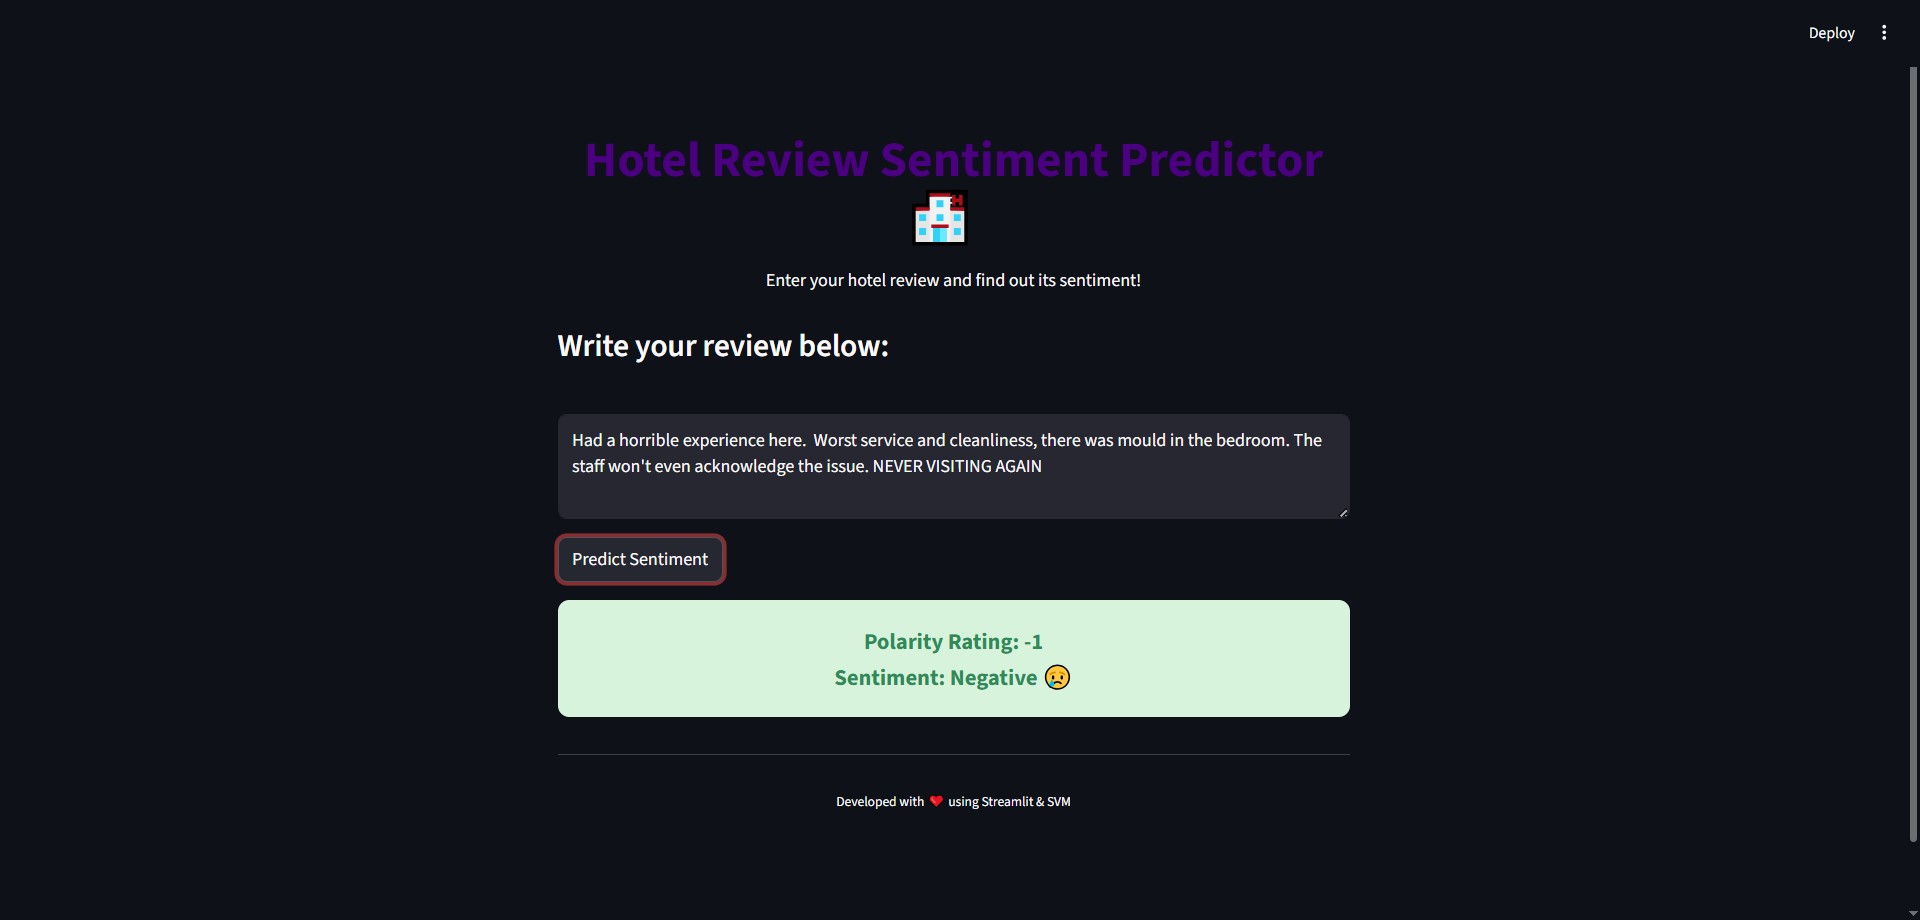 Deploy
Hotel Review Sentiment Predictor
Enter your hotel review and find out its sentiment!
Write your review below:
Had a horrible experience here.  Worst service and cleanliness, there was mould in the bedroom. The
staff won't even acknowledge the issue. NEVER VISITING AGAIN
Predict Sentiment
Polarity Rating: -1
Sentiment: Negative 😢
Developed with ❤️ using Streamlit & SVM